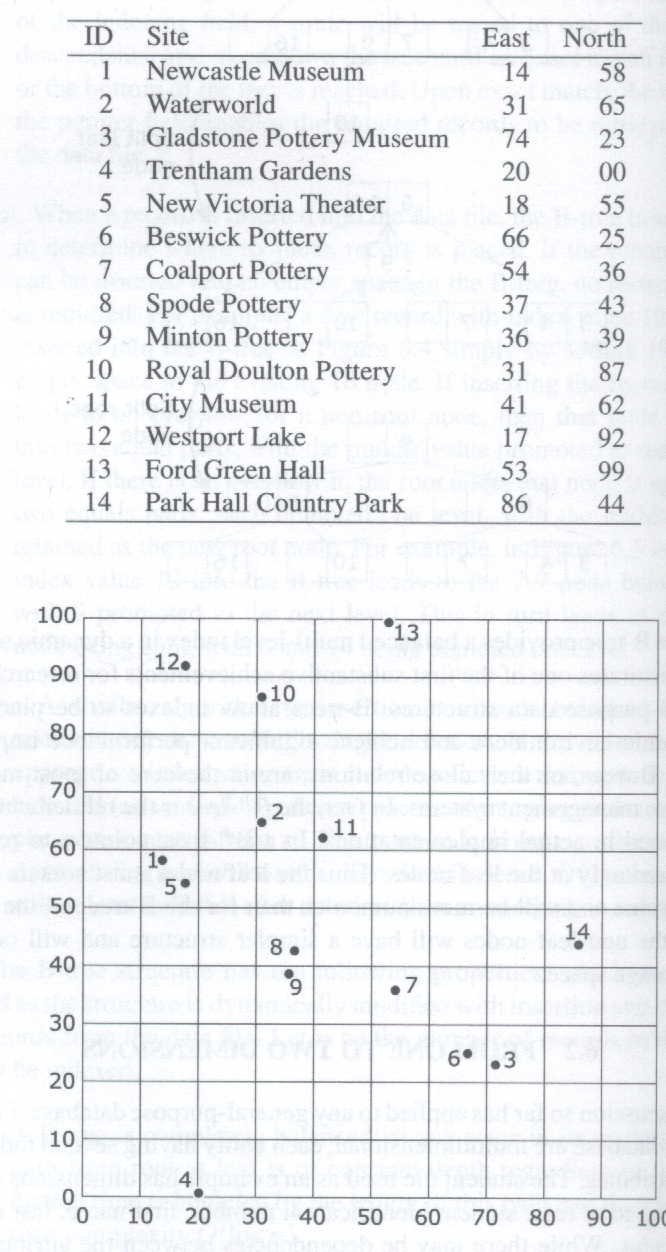 ID Site East North
1 Newcastle Museum 14 58
2 Waterworld 31 65
3 Gladstone Pottery Museum 74 23
4 Trentham Gardens 20 00
5 New Victoria Theater 18 55
6 Beswick Pottery 66 25
7 Coalport Pottery 54 36
8 Spode Pottery 37 43
9 Minton Pottery 36 39
10 Royal Doulton Pottery 31 87
11 City Museum 41 62
12 Westport Lake 17 92
13 Ford Green Hall 53 99
14 Park Hall Country Park 86 44
100
13
90
12
10
80
70
2
11
60
1
5
50
14
8
40
9
7
30
6 3
20
10
4
0
0 10 20 30 40 50 60 70 80 90 100